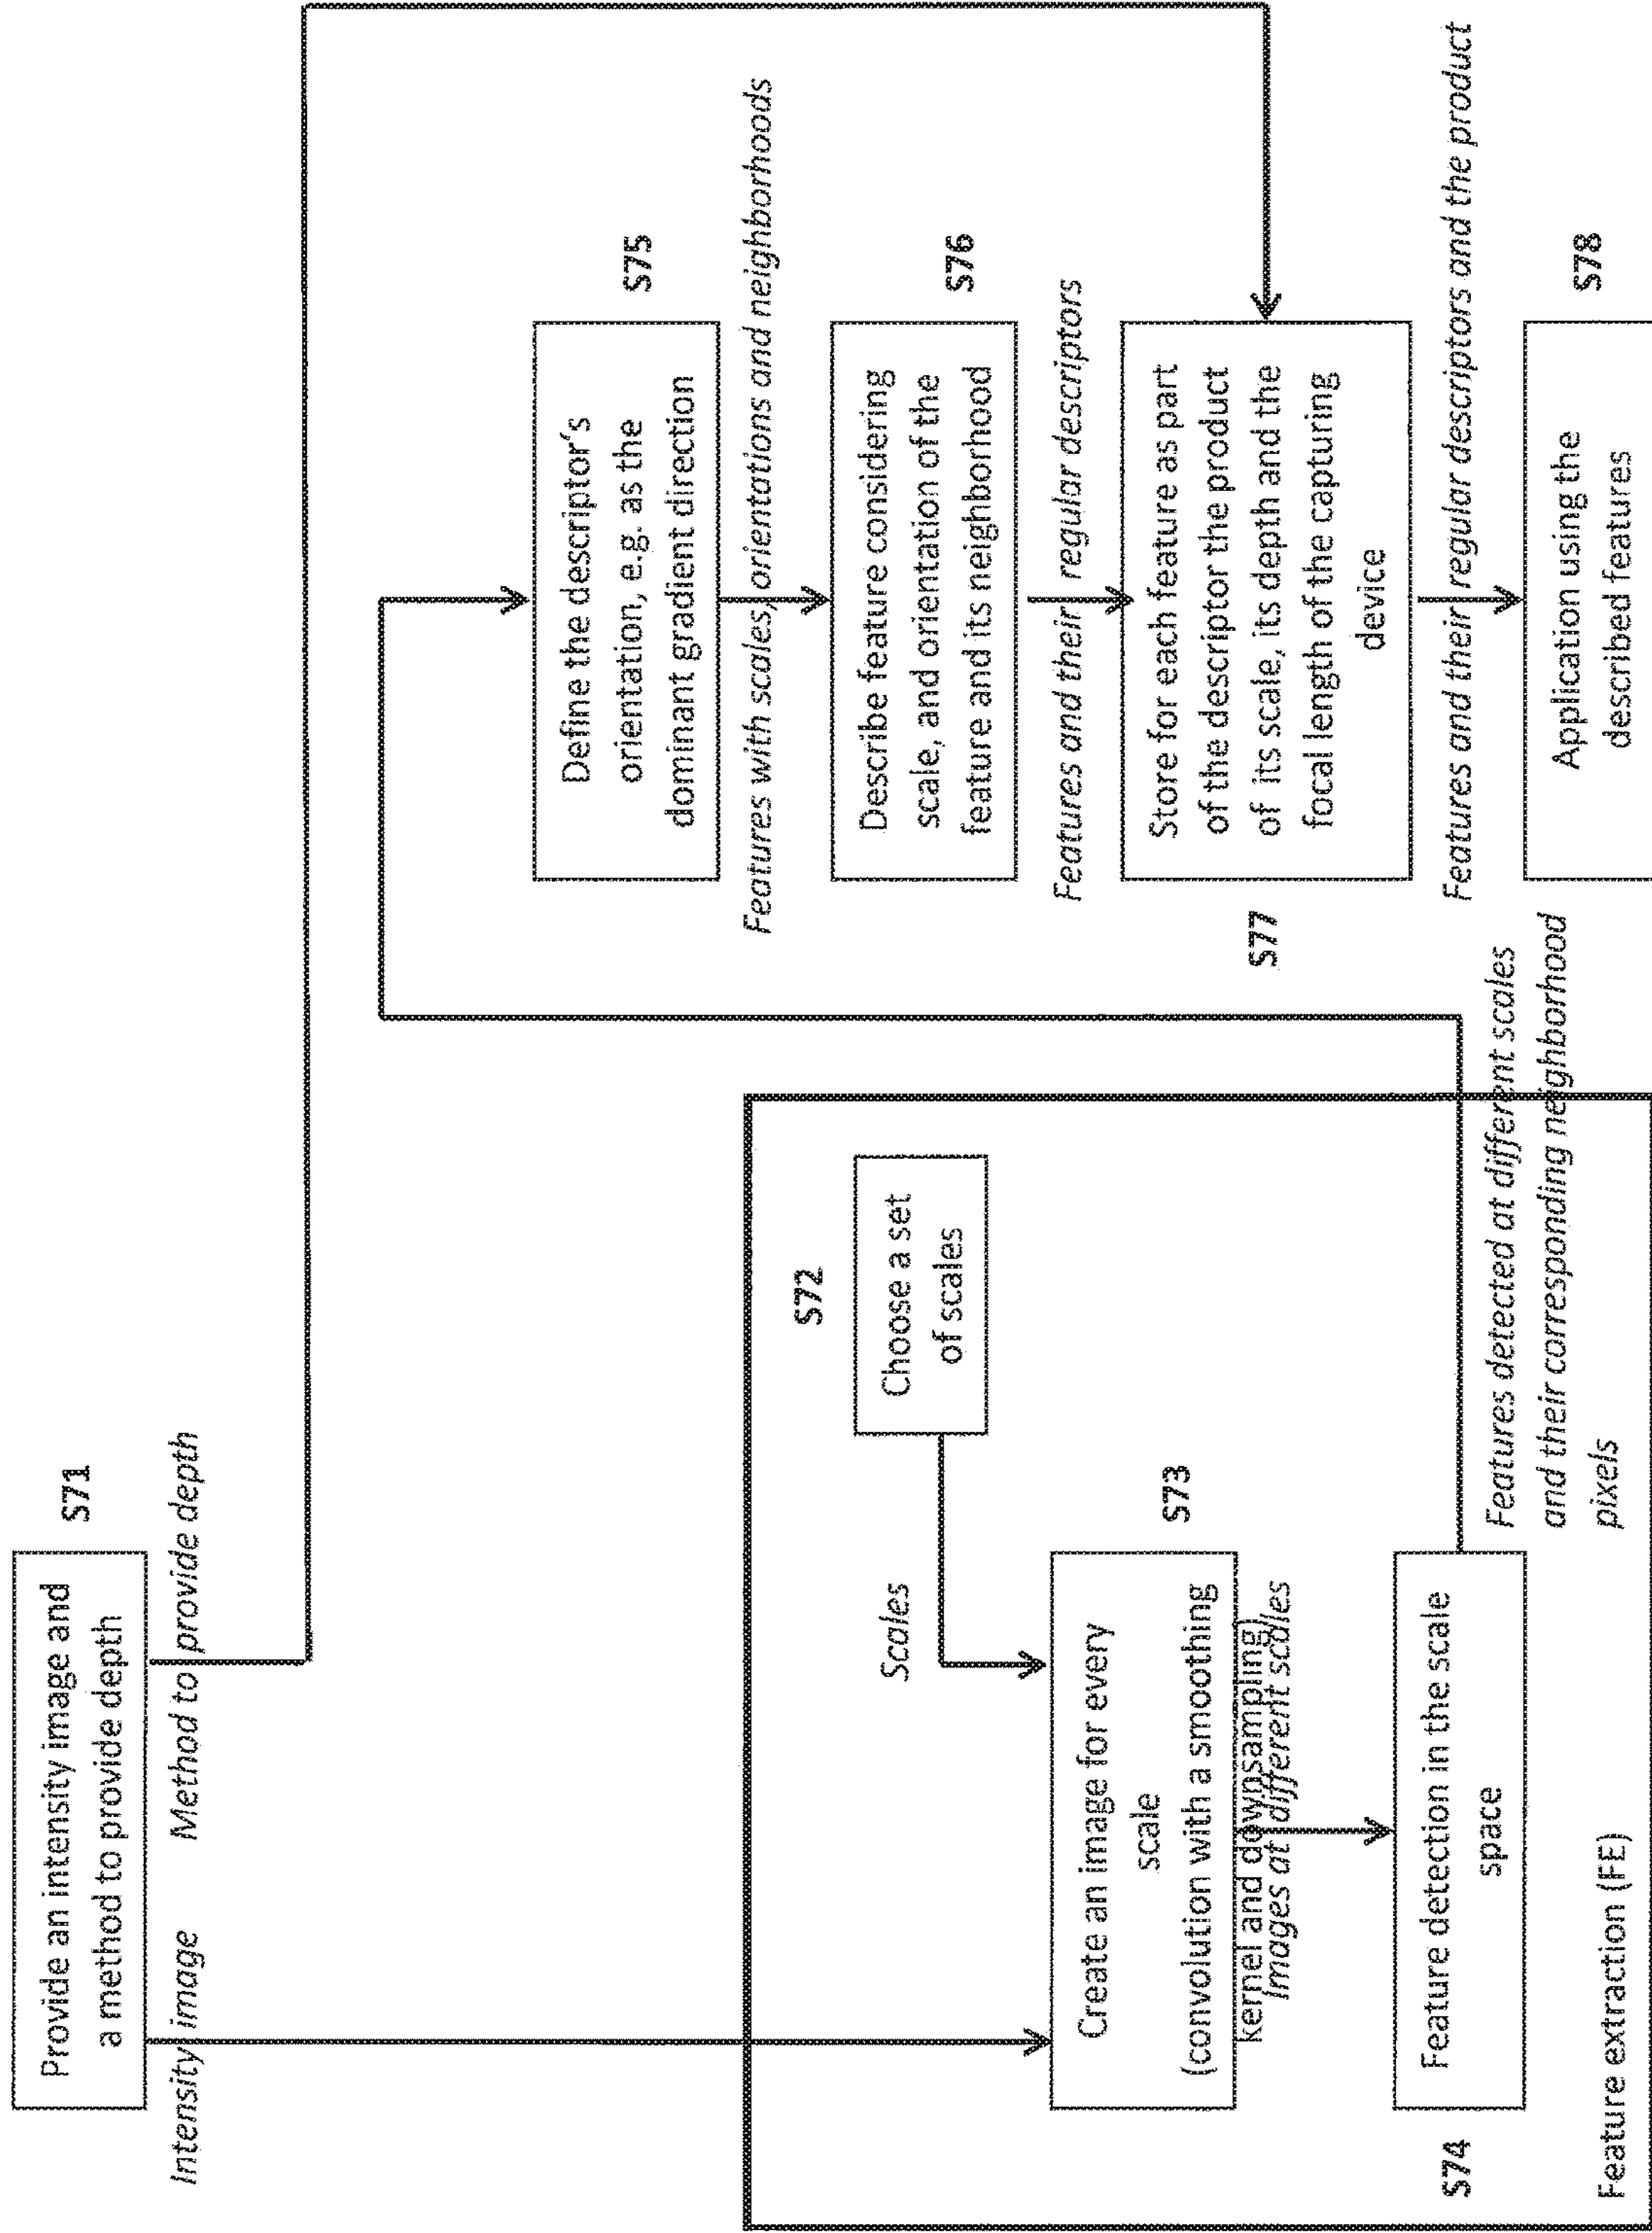 S71
Provide an intensity image and
a method to provide depth
Intensity image
Method to provide depth
S72
Choose a set
of scales
Scales
S73
Create an image for every
scale
(convolution with a smoothing
kernel and downsampling)
Images at different scales
S74
Feature detection in the scale
space
Feature extraction (FE)
Features detected at different scales
and their corresponding neighborhood
pixels
S75
Define the descriptor's
orientation, e.g. as the
dominant gradient direction
Features with scales, orientations and neighborhoods
S76
Describe feature considering
scale, and orientation of the
feature and its neighborhood
Features and their regular descriptors
S77
Store for each feature as part
of the descriptor the product
of its scale, its depth and the
focal length of the capturing
device
Features and their regular descriptors and the product
S78
Application using the
described features